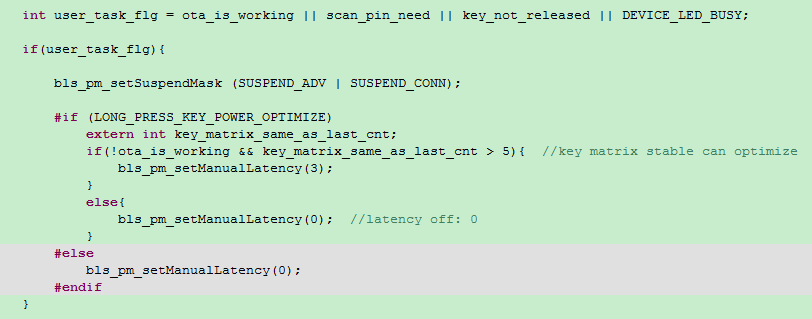 int user_task_flg = ota_is_working || scan_pin_need || key_not_released || DEVICE_LED_BUSY;
if(user_task_flg){
bls_pm_setSuspendMask (SUSPEND_ADV | SUSPEND_CONN);
#if (LONG_PRESS_KEY_POWER_OPTIMIZE)
extern int key_matrix_same_as_last_cnt;
if(!ota_is_working && key_matrix_same_as_last_cnt > 5){  //key matrix stable can optimize
bls_pm_setManualLatency(3);
}
else{
bls_pm_setManualLatency(0);  //latency off: 0
}
#else
bls_pm_setManualLatency(0);
#endif
}